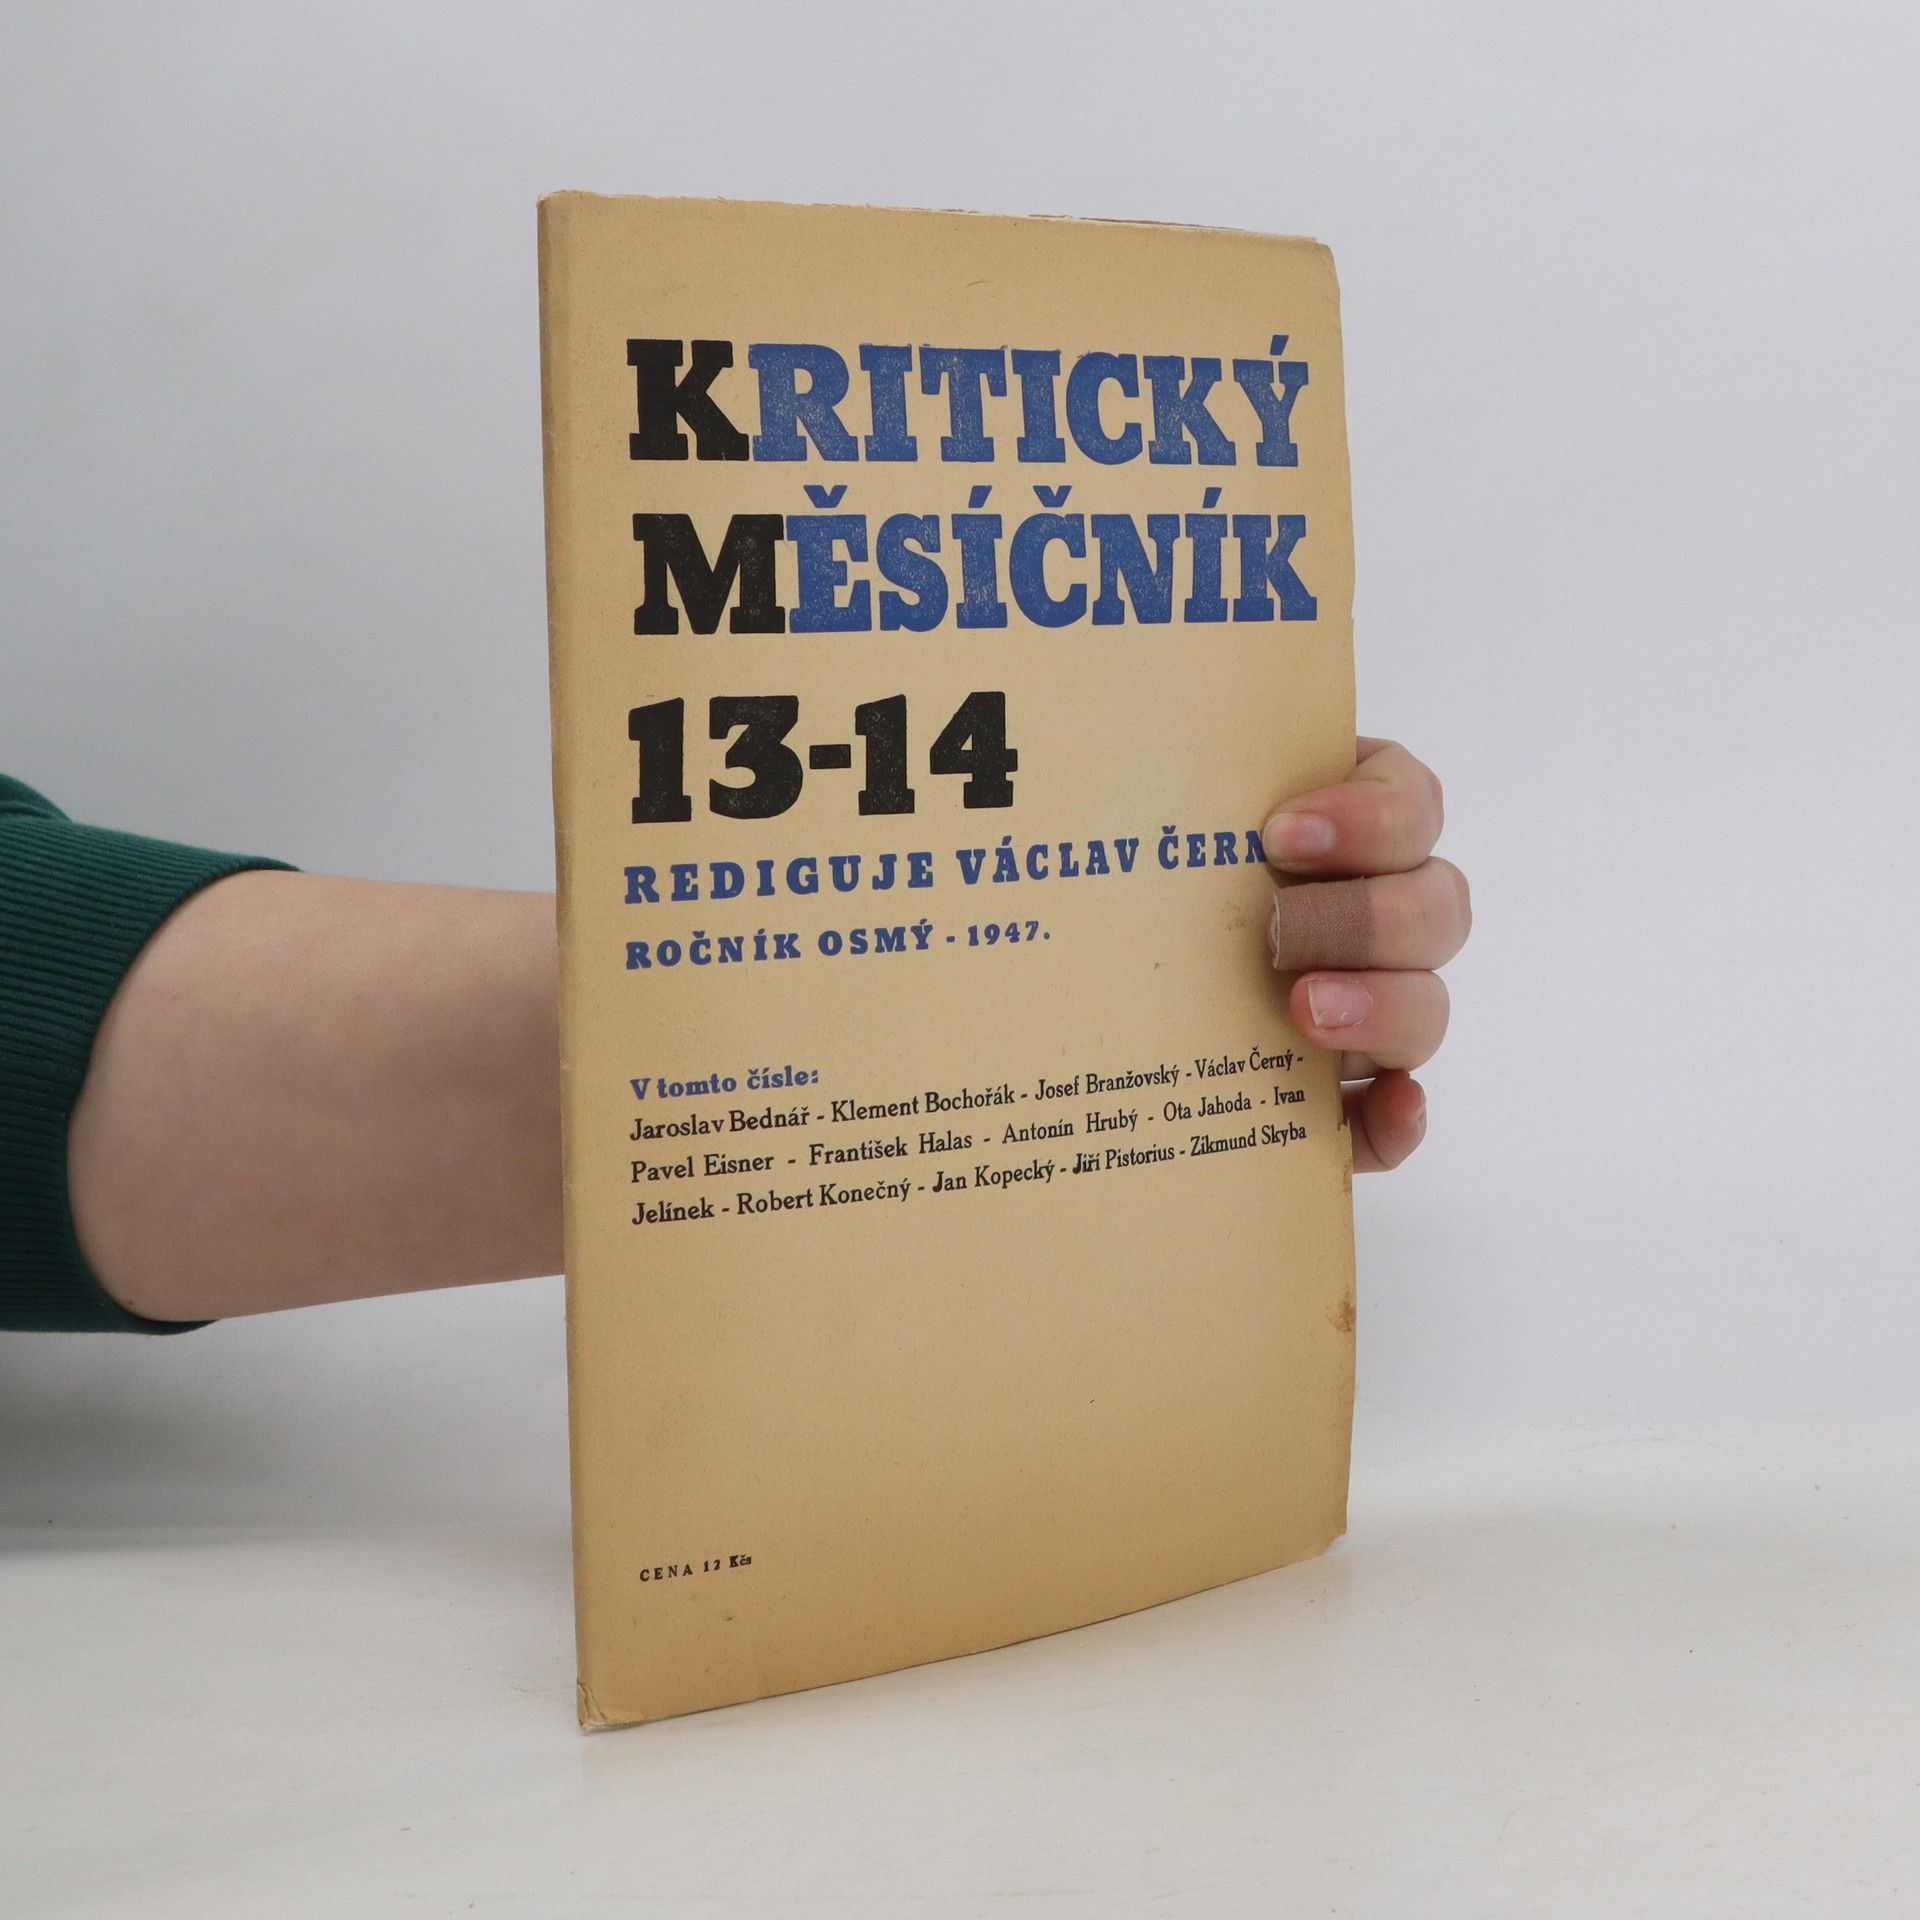 KRITICKÝ
MĚSÍČNÍK
13-14
REDIGUJE VÁCLAV ČERN
ROČNÍK OSMÝ - 1947.
V tomto čísle:
Jaroslav Bednář - Klement Bochořák - Josef Branžovský - Václav Černý -
Pavel Eisner - František Halas - Antonín Hrubý - Ota Jahoda - Ivan
Jelínek - Robert Konečný - Jan Kopecký - Jiří Pistorius - Zikmund Skyba
CENA 12 Kčs